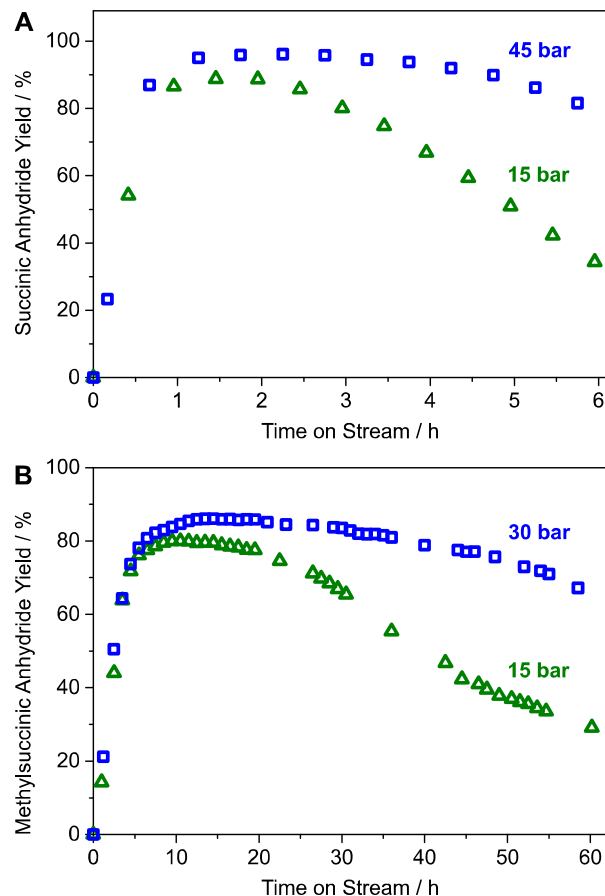 A
Succinic Anhydride Yield / %
100
80
60
40
20
0
45 bar
15 bar
0 1 2 3 4 5 6
Time on Stream / h
B
Methylsuccinic Anhydride Yield / %
100
80
60
40
20
0
30 bar
15 bar
0 10 20 30 40 50 60
Time on Stream / h